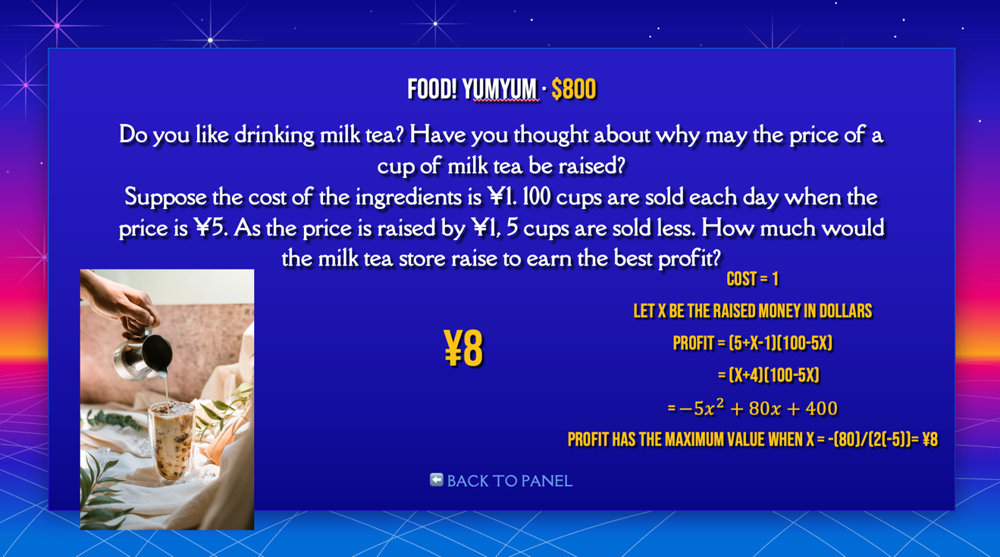 FOOD! YUMYUM · $800
Do you like drinking milk tea? Have you thought about why may the price of a
cup of milk tea be raised?
Suppose the cost of the ingredients is ¥1. 100 cups are sold each day when the
price is ¥5. As the price is raised by ¥1, 5 cups are sold less. How much would
the milk tea store raise to earn the best profit?
COST = 1
LET X BE THE RAISED MONEY IN DOLLARS
PROFIT = (5+X-1)(100-5X)
= (X+4)(100-5X)
¥8
= −5x² + 80x + 400
PROFIT HAS THE MAXIMUM VALUE WHEN X = -(80)/(2(-5))= ¥8
⬅ BACK TO PANEL